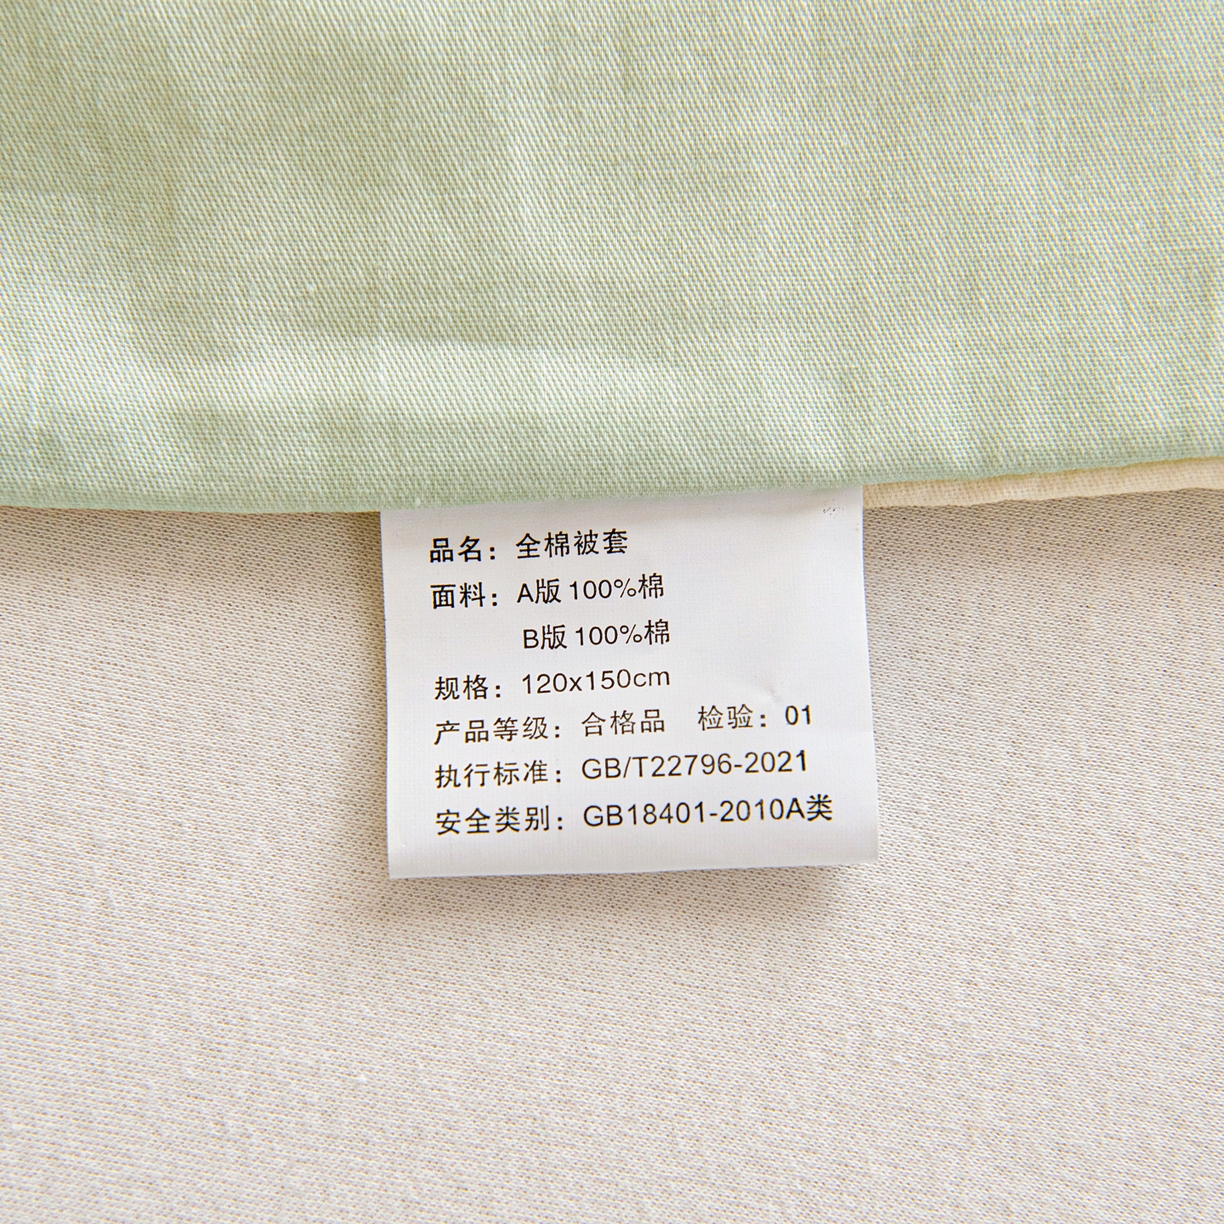 品名：全棉被套
面料：A版 100%棉
B版 100%棉
规格：120x150cm
产品等级：合格品 检验：01
执行标准：GB/T22796-2021
安全类别：GB18401-2010A类